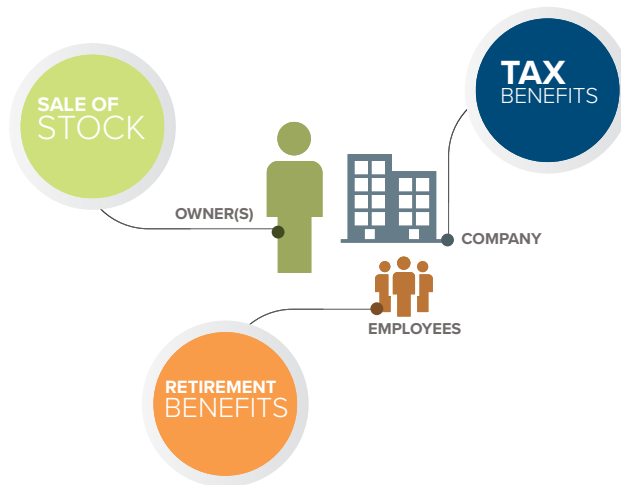 SALE OF
STOCK
TAX
BENEFITS
OWNER(S)
COMPANY
EMPLOYEES
RETIREMENT
BENEFITS